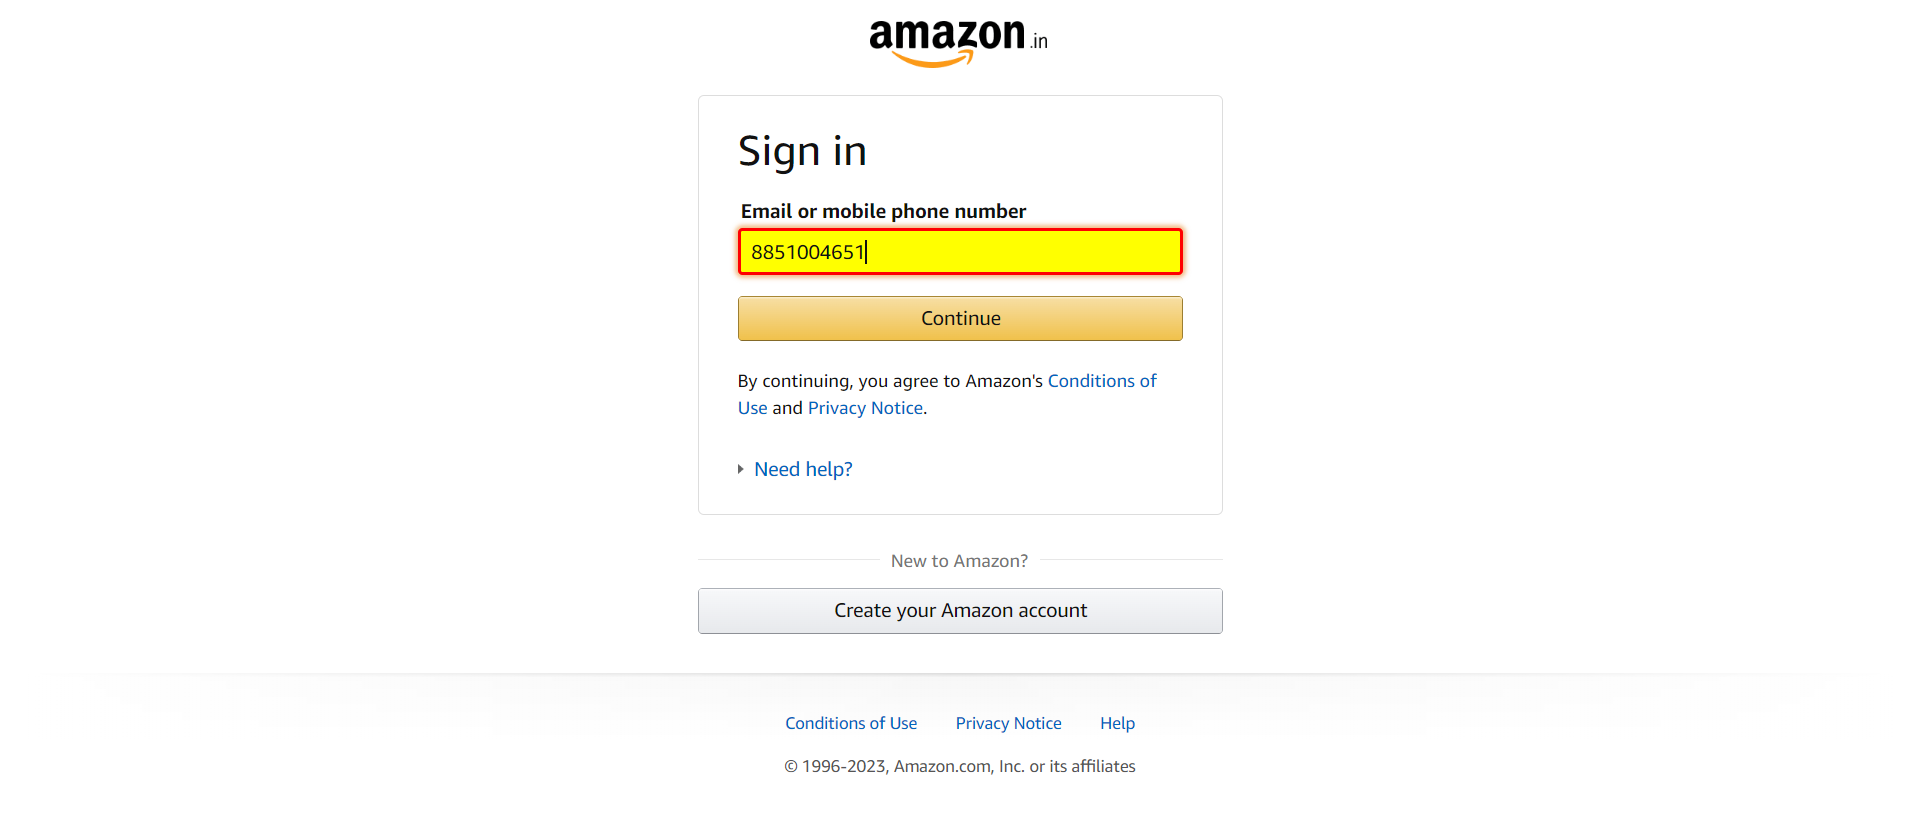 amazon.in
Sign in
Email or mobile phone number
8851004651
Continue
By continuing, you agree to Amazon's Conditions of
Use and Privacy Notice.
Need help?
New to Amazon?
Create your Amazon account
Conditions of Use Privacy Notice Help
© 1996-2023, Amazon.com, Inc. or its affiliates